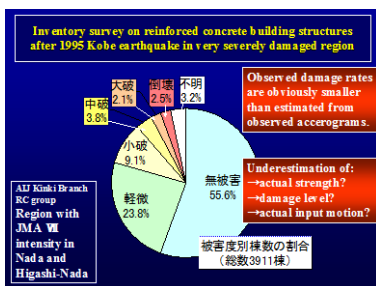 Inventory survey on reinforced concrete building structures
after 1995 Kobe earthquake in very severely damaged region
大破
2.1%
倒壊
2.5%
不明
3.2%
中破
3.8%
小破
9.1%
軽微
23.8%
無被害
55.6%
被害度別棟数の割合
（総数3911棟）
Observed damage rates
are obviously smaller
than estimated from
observed accerograms.
Underestimation of:
→actual strength?
→damage level?
→actual input motion?
AIJ Kinki Branch
RC group
Region with
JMA Ⅶ
intensity in
Nada and
Higashi-Nada